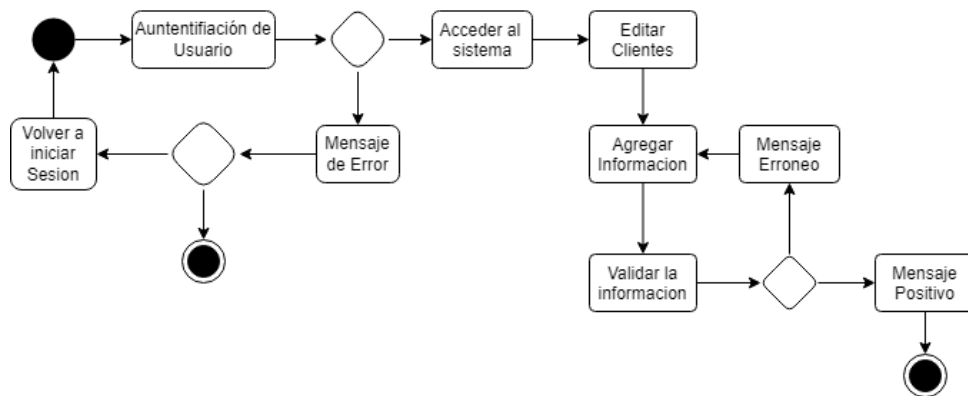 Auntentifiación de
Usuario
Acceder al
sistema
Editar
Clientes
Volver a
iniciar
Sesion
Mensaje
de Error
Agregar
Informacion
Mensaje
Erroneo
Validar la
informacion
Mensaje
Positivo